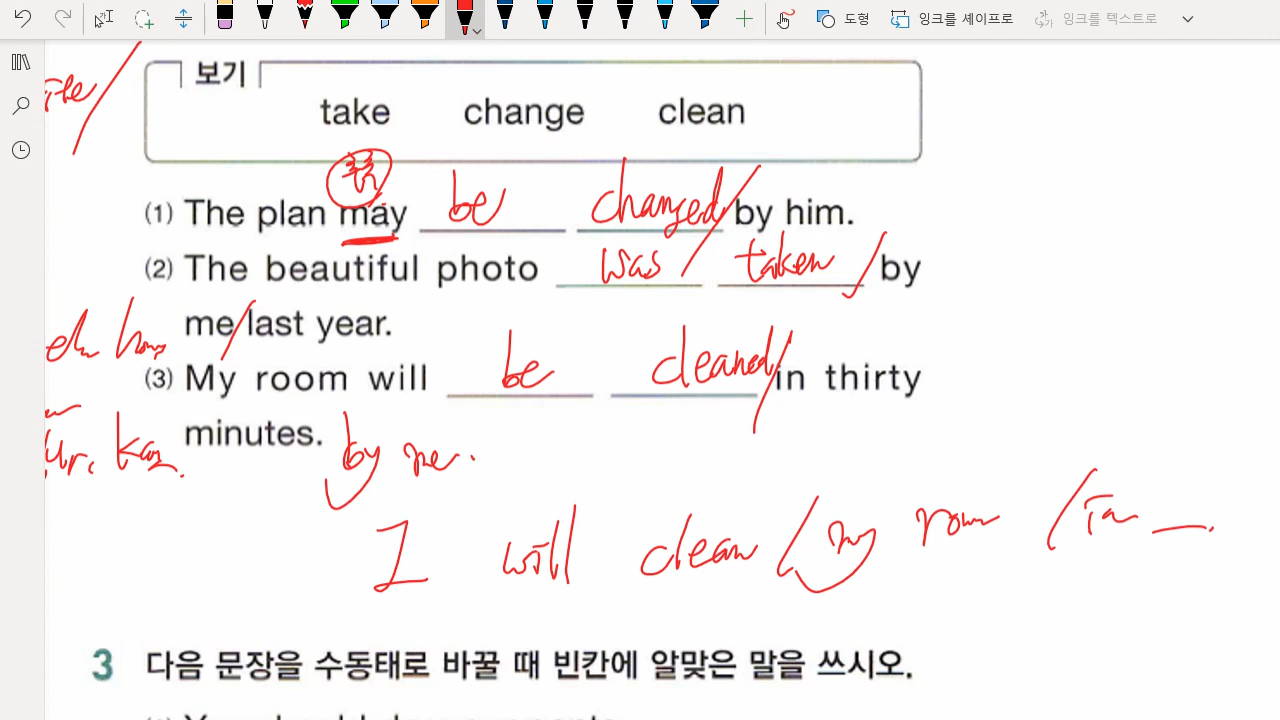 도형 잉크를 셰이프로 잉크를 텍스트로
보기
take change clean
(1) The plan may be changed by him.
(2) The beautiful photo was taken by
me/last year.
(3) My room will be cleaned/in thirty
minutes. by me.
I will clean/my room /in
3 다음 문장을 수동태로 바꿀 때 빈칸에 알맞은 말을 쓰시오.